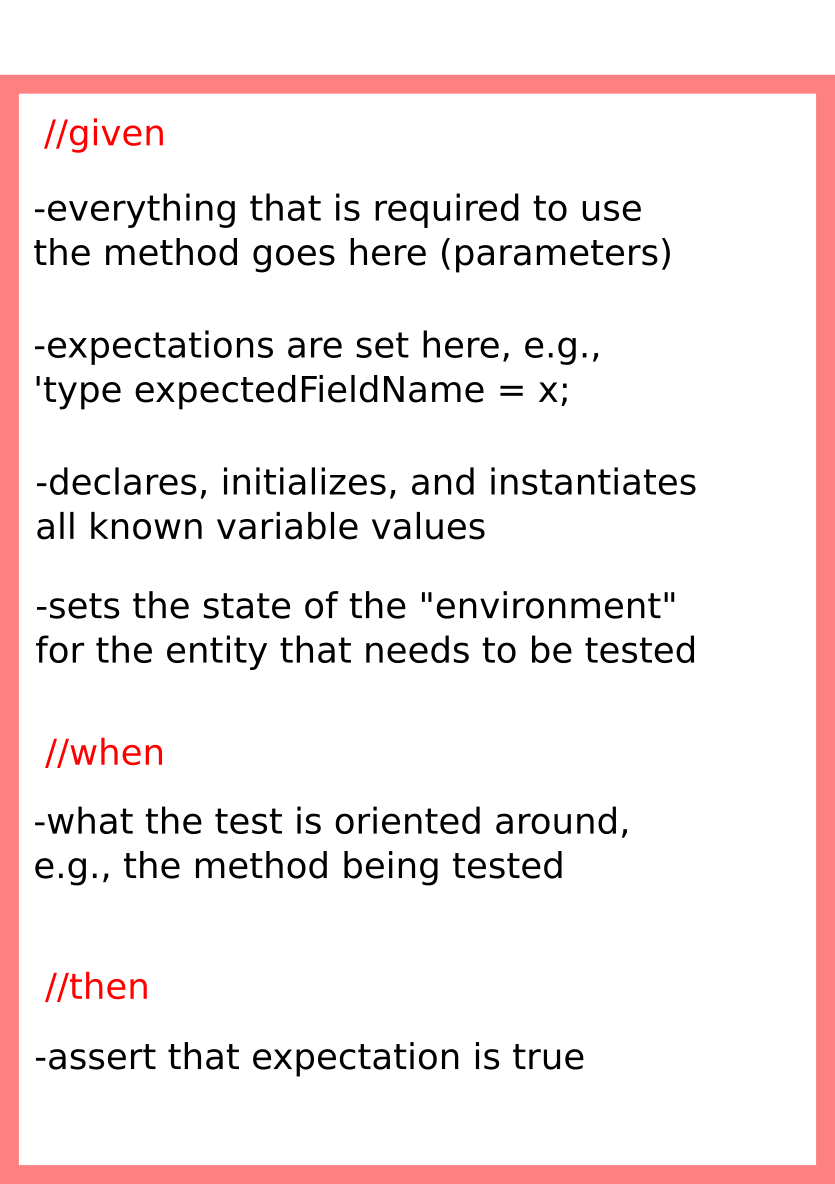 //given
-everything that is required to use
the method goes here (parameters)
-expectations are set here, e.g.,
'type expectedFieldName = x;
-declares, initializes, and instantiates
all known variable values
-sets the state of the "environment"
for the entity that needs to be tested
//when
-what the test is oriented around,
e.g., the method being tested
//then
-assert that expectation is true